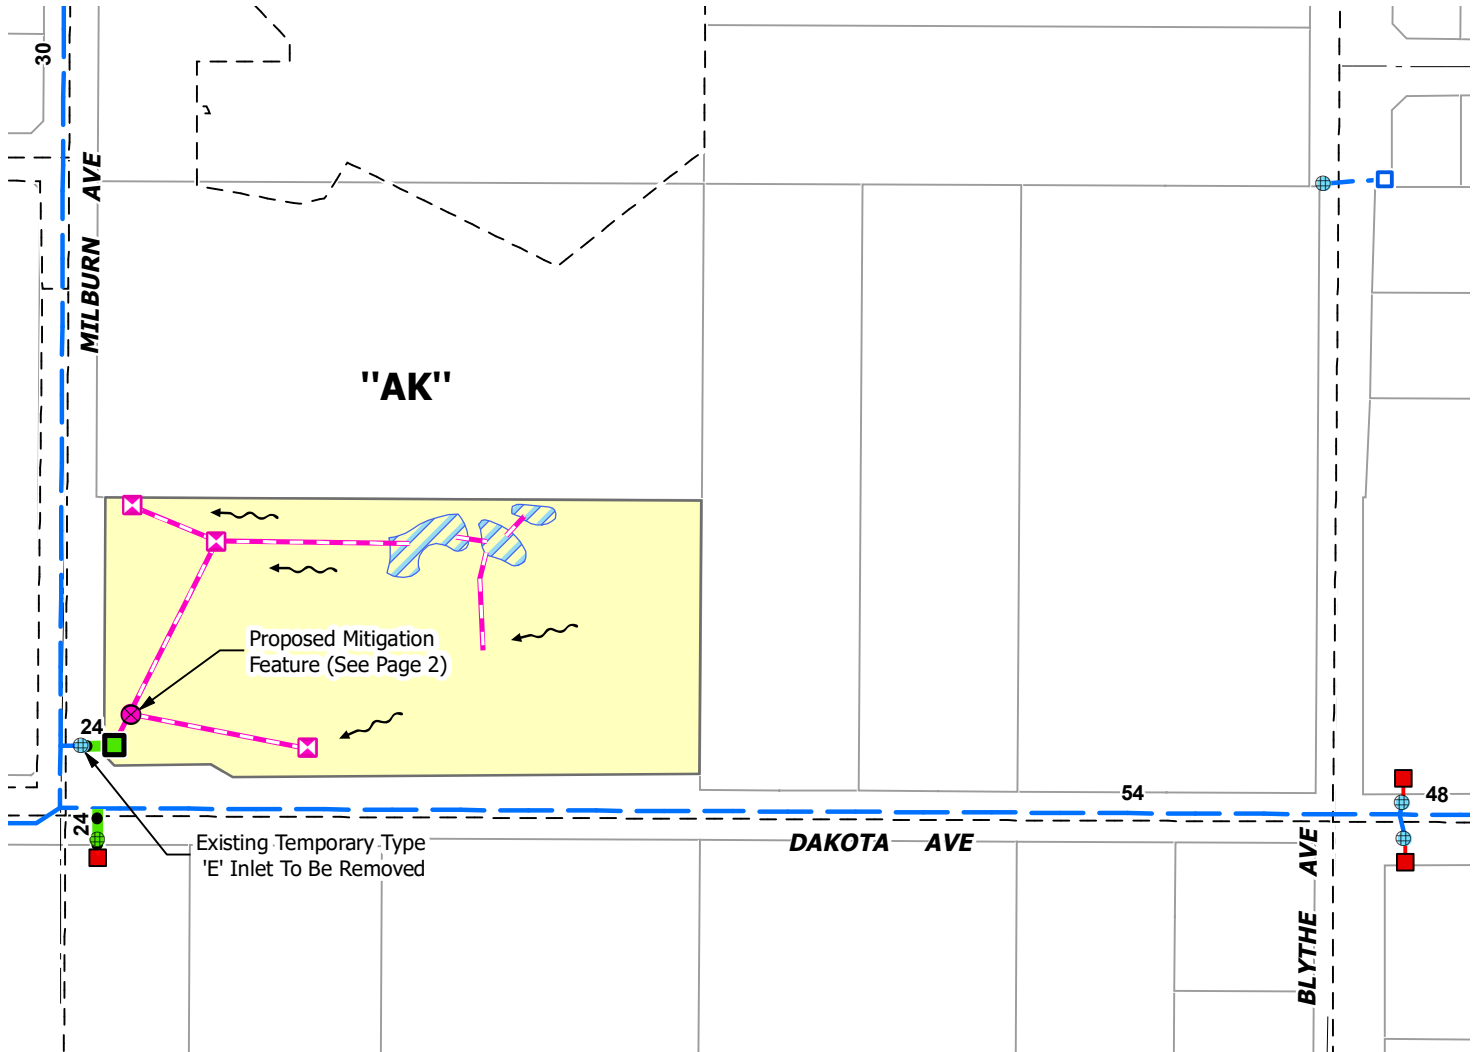 30
MILBURN AVE
"AK"
Proposed Mitigation
Feature (See Page 2)
24
54
48
24
Existing Temporary Type
'E' Inlet To Be Removed
DAKOTA AVE
BLYTHE AVE